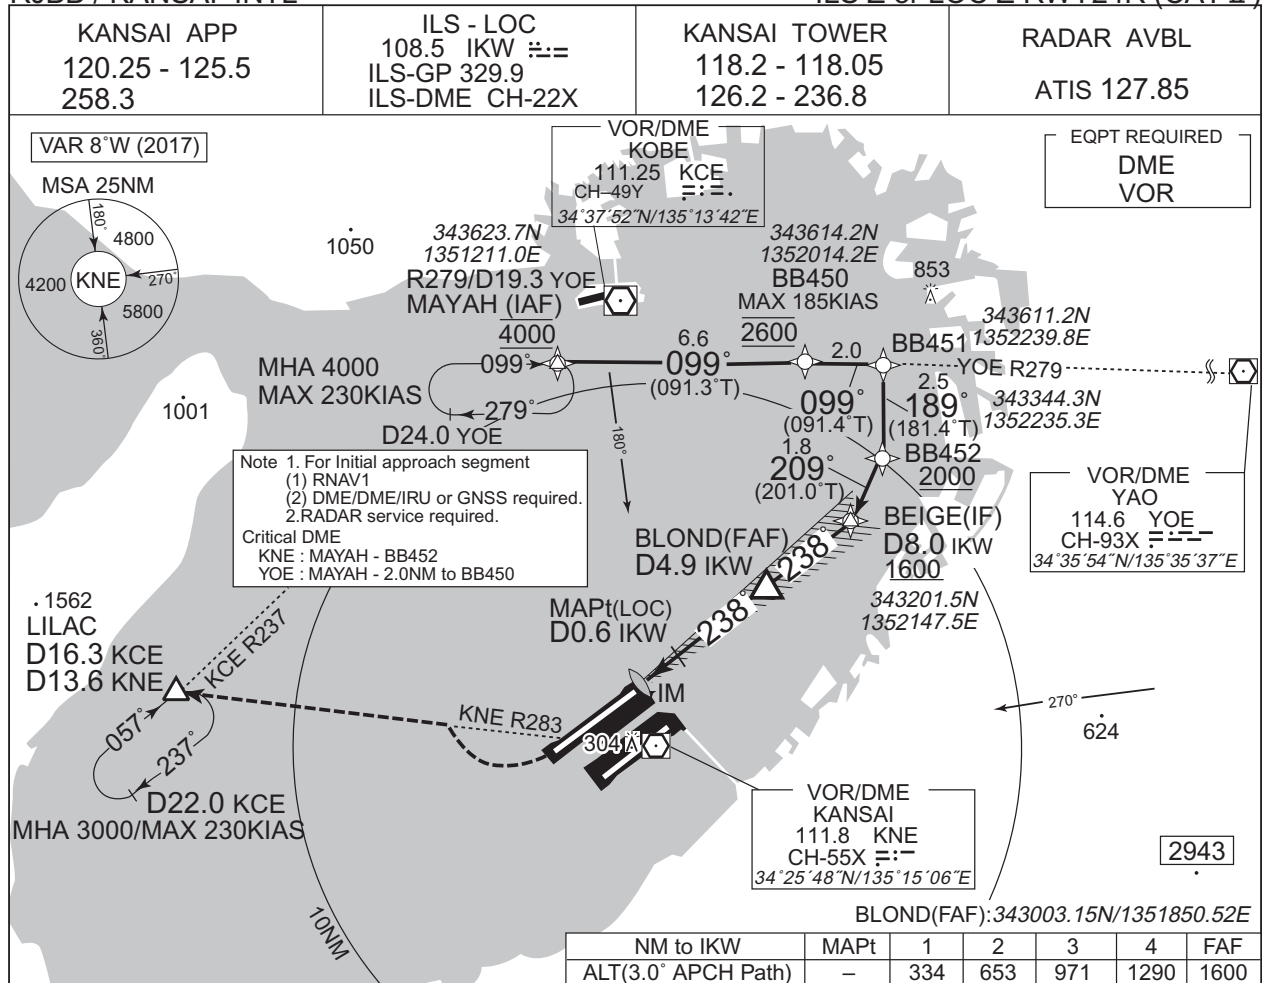 RJBB / KANSAI INTL
ILS Z or LOC Z RWY24R (CAT II)
KANSAI APP
120.25 - 125.5
258.3
ILS - LOC
108.5 IKW
ILS-GP 329.9
ILS-DME CH-22X
KANSAI TOWER
118.2 - 118.05
126.2 - 236.8
RADAR AVBL
ATIS 127.85
VAR 8°W (2017)
MSA 25NM
180°
4800
4200
KNE
270°
5800
360°
VOR/DME
KOBE
111.25 KCE
CH-49Y
34°37´52˝N/135°13´42˝E
EQPT REQUIRED
DME
VOR
1050
343623.7N
1351211.0E
R279/D19.3 YOE
MAYAH (IAF)
4000
343614.2N
1352014.2E
BB450
MAX 185KIAS
2600
853
343611.2N
1352239.8E
BB451
YOE R279
MHA 4000
MAX 230KIAS
099°
279°
D24.0 YOE
6.6
099°
(091.3°T)
2.0
099°
(091.4°T)
2.5
189°
(181.4°T)
343344.3N
1352235.3E
BB452
2000
1001
180°
1.8
209°
(201.0°T)
Note 1. For Initial approach segment
(1) RNAV1
(2) DME/DME/IRU or GNSS required.
2.RADAR service required.
Critical DME
KNE : MAYAH - BB452
YOE : MAYAH - 2.0NM to BB450
VOR/DME
YAO
114.6 YOE
CH-93X
34°35´54˝N/135°35´37˝E
BEIGE(IF)
D8.0 IKW
1600
343201.5N
1352147.5E
BLOND(FAF)
D4.9 IKW
238°
238°
MAPt(LOC)
D0.6 IKW
IM
1562
LILAC
D16.3 KCE
D13.6 KNE
KCE R237
KNE R283
057°
237°
D22.0 KCE
MHA 3000/MAX 230KIAS
304
270°
624
VOR/DME
KANSAI
111.8 KNE
CH-55X
34°25´48˝N/135°15´06˝E
2943
10NM
BLOND(FAF):343003.15N/1351850.52E
NM to IKW MAPt 1 2 3 4 FAF
ALT(3.0° APCH Path) – 334 653 971 1290 1600